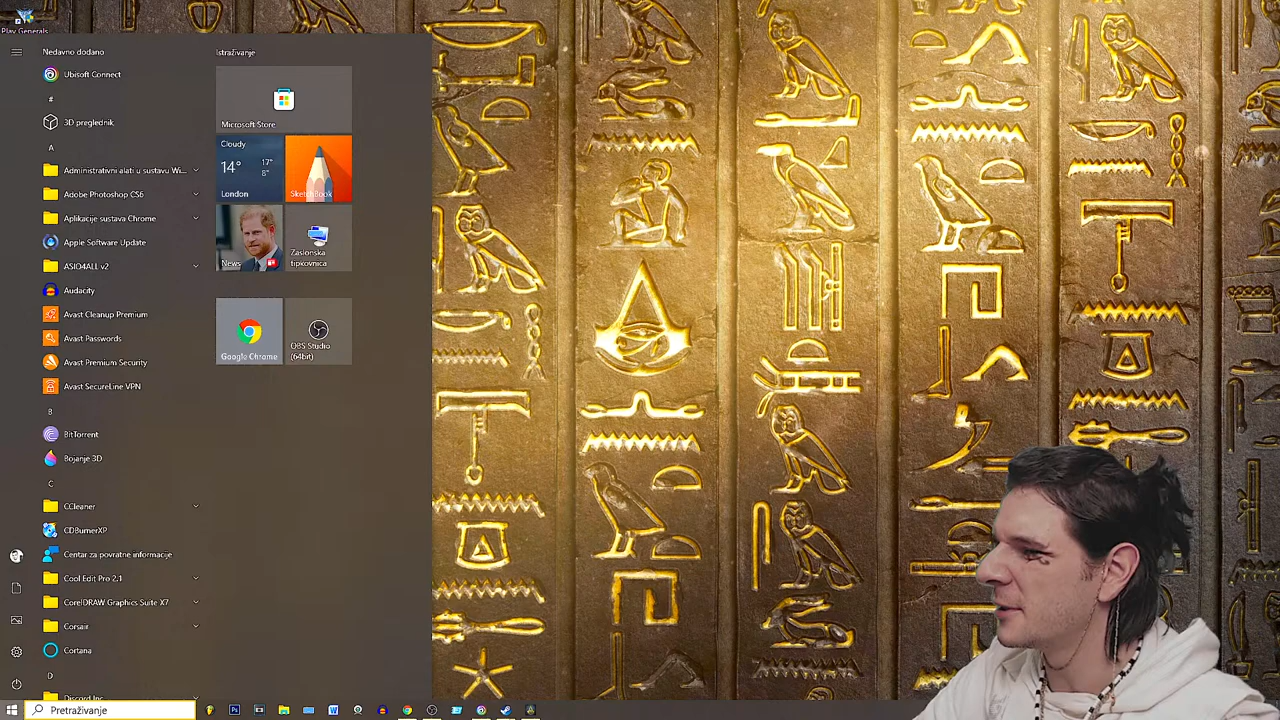 Play Generals
Nedavno dodano
Ubisoft Connect
#
3D preglednik
A
Administrativni alati u sustavu Wi...
Adobe Photoshop CS6
Aplikacije sustava Chrome
Apple Software Update
ASIO4ALL v2
Audacity
Avast Cleanup Premium
Avast Passwords
Avast Premium Security
Avast SecureLine VPN
B
BitTorrent
Bojanje 3D
C
CCleaner
CDBurnerXP
Centar za povratne informacije
Cool Edit Pro 2.1
CorelDRAW Graphics Suite X7
Corsair
Cortana
D
Discord Inc
Istraživanje
Microsoft Store
Cloudy
14° 17°
8°
London
SketchBook
News
Zaslonska
tipkovnica
Google Chrome
OBS Studio
(64bit)
Pretraživanje